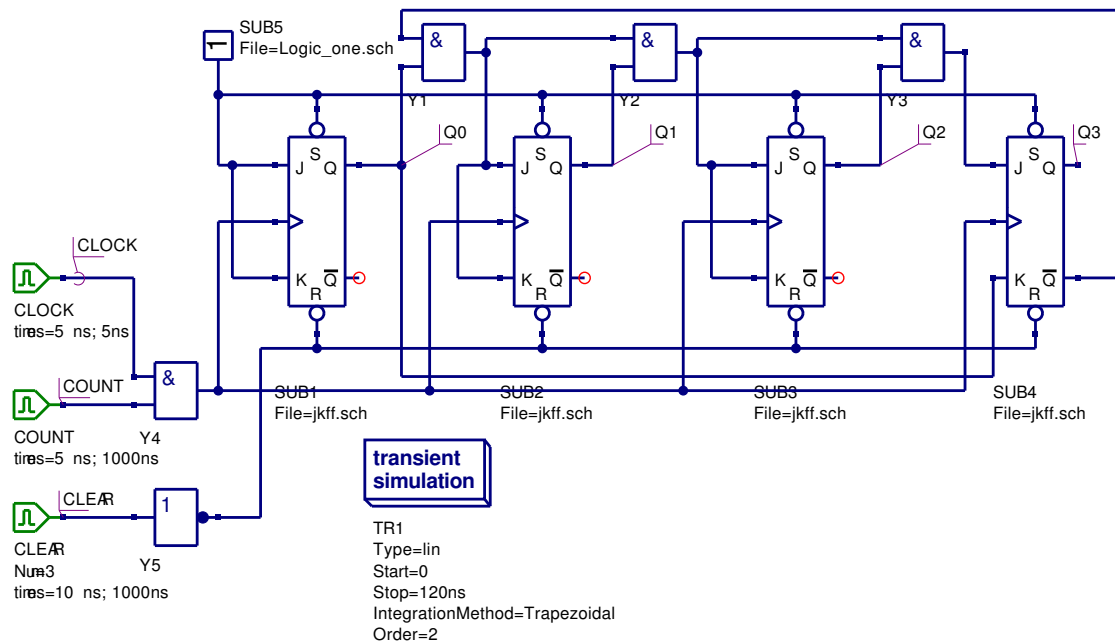 SUB5
File=Logic_one.sch
1
&
&
&
Y1
Y2
Y3
Q0
Q1
Q2
Q3
S
J Q
K Q
R
S
J Q
K Q
R
S
J Q
K Q
R
S
J Q
K Q
R
CLOCK
CLOCK
times=5 ns; 5ns
&
COUNT
Y4
COUNT
times=5 ns; 1000ns
SUB1
File=jkff.sch
SUB2
File=jkff.sch
SUB3
File=jkff.sch
SUB4
File=jkff.sch
CLEAR
1
Y5
CLEAR
Num=3
times=10 ns; 1000ns
transient
simulation
TR1
Type=lin
Start=0
Stop=120ns
IntegrationMethod=Trapezoidal
Order=2